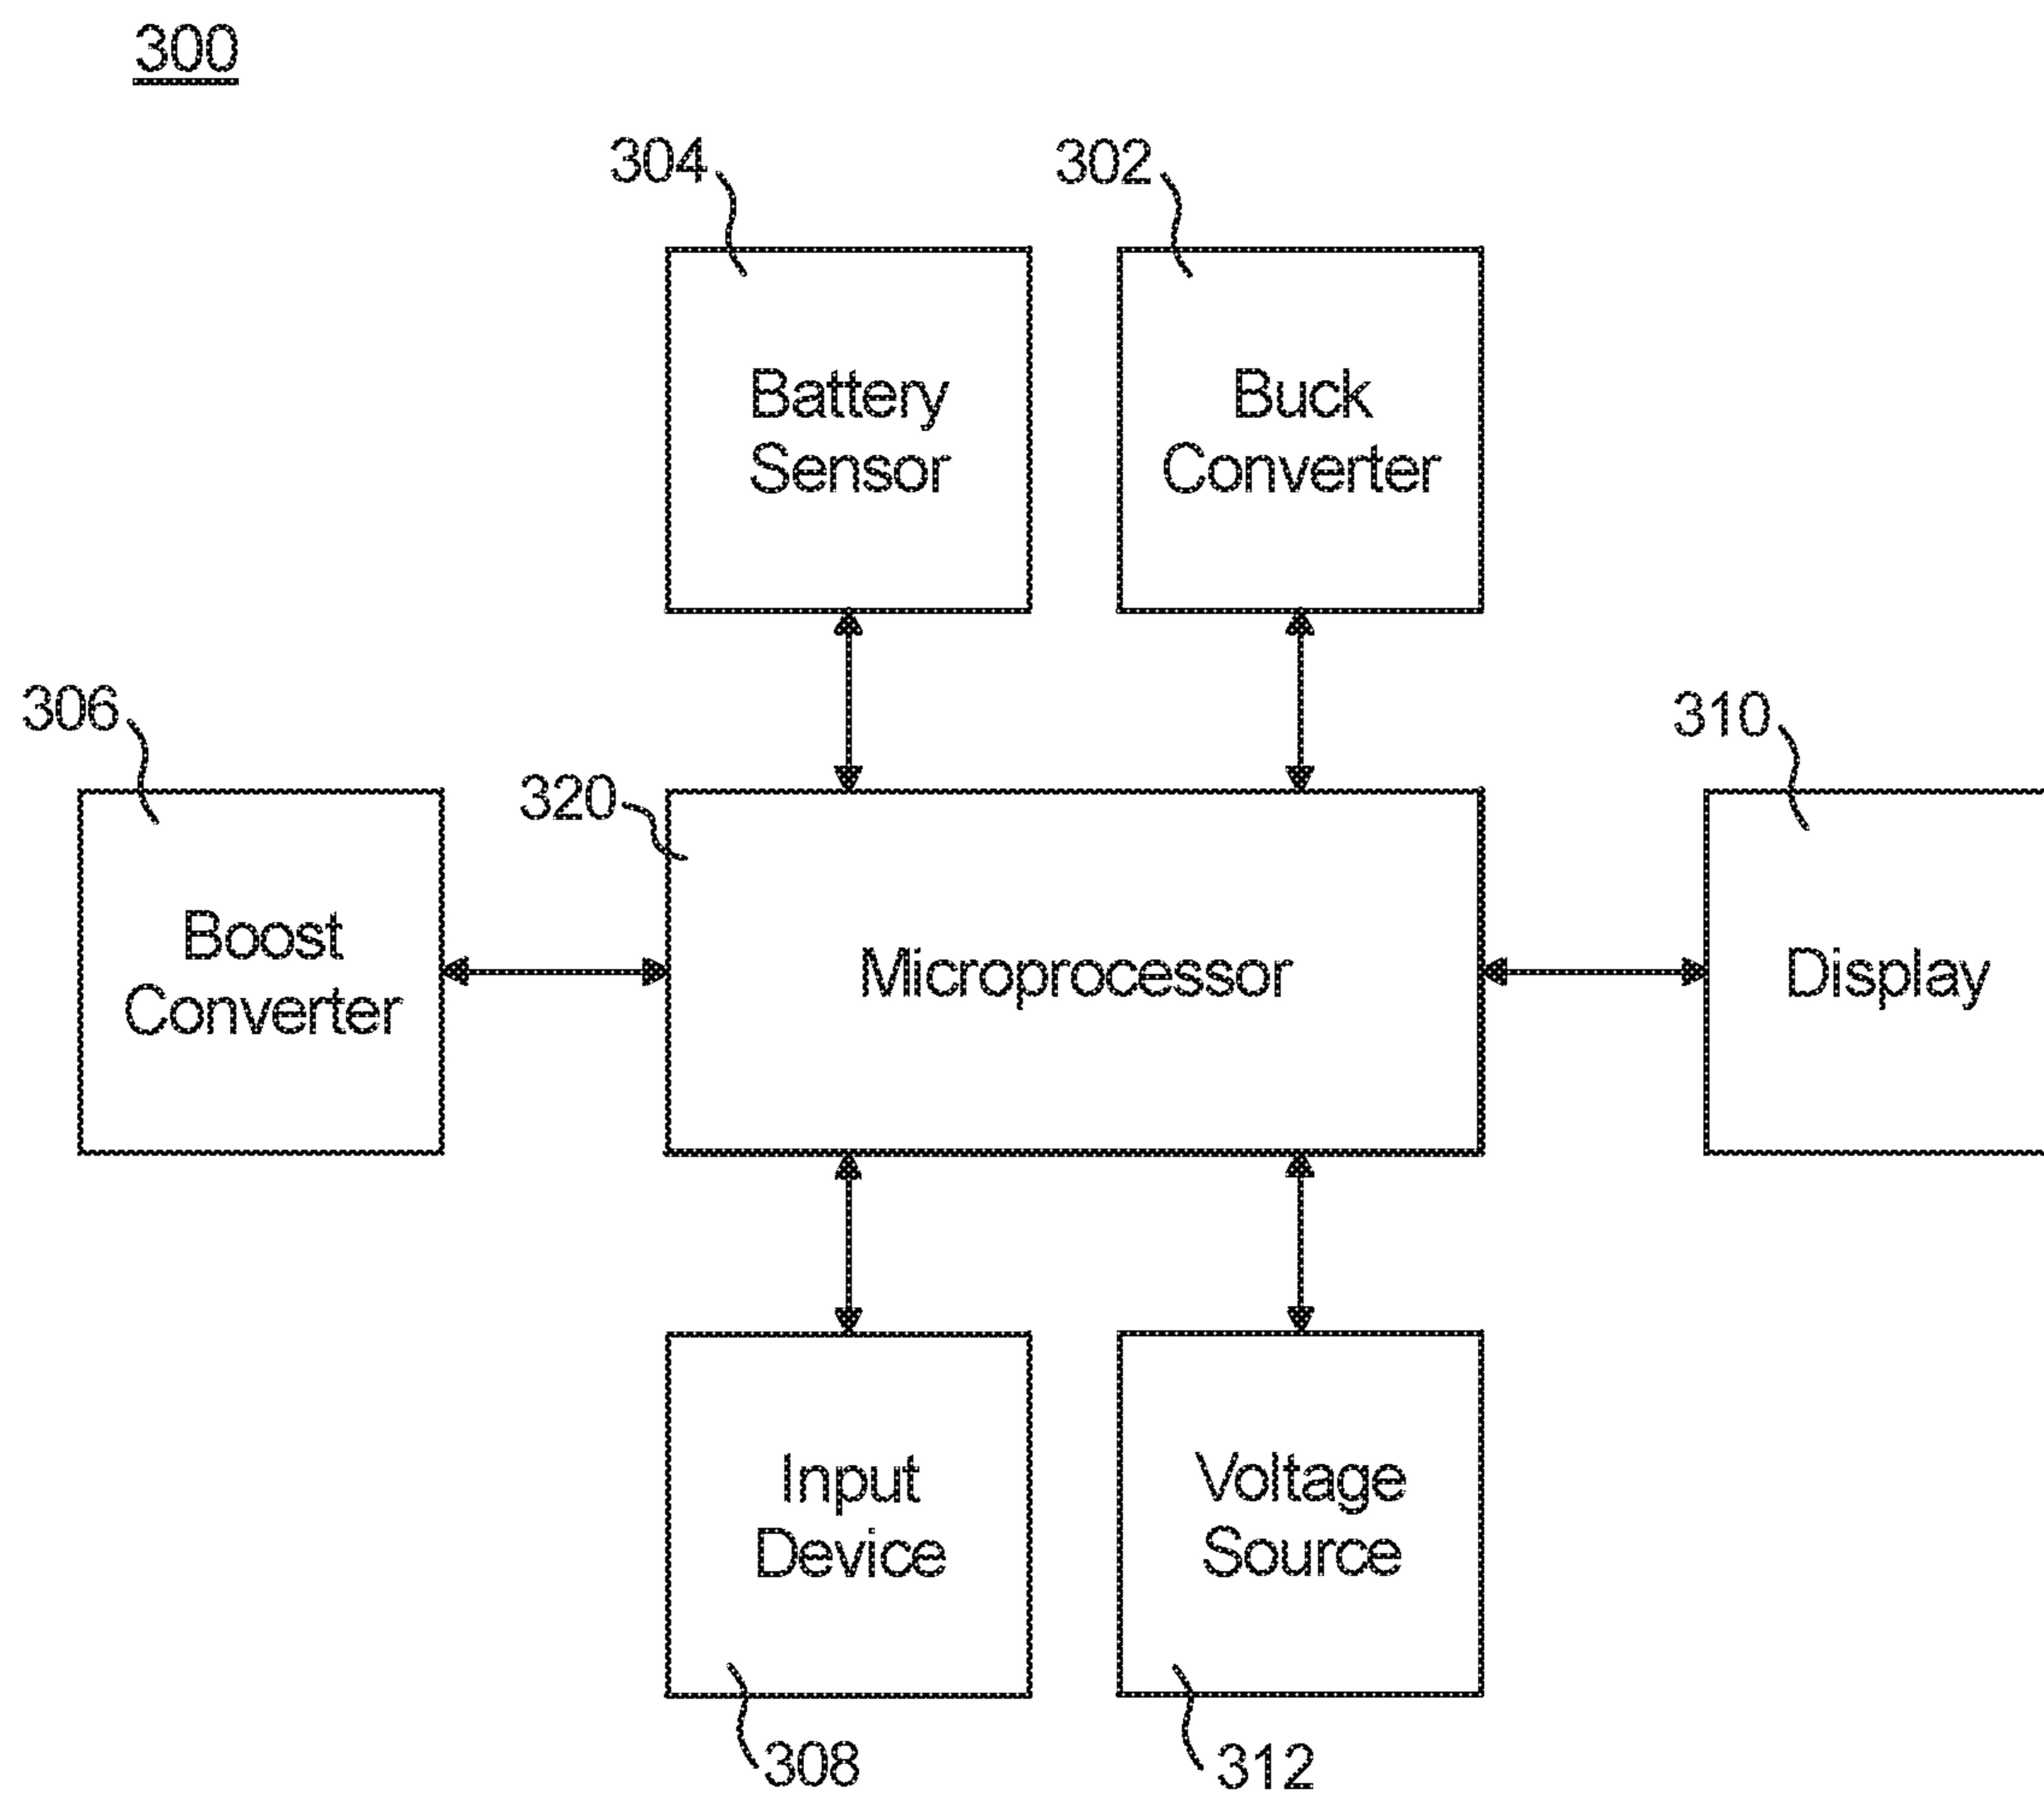 300
304
302
Battery
Sensor
Buck
Converter
306
320
310
Boost
Converter
Microprocessor
Display
Input
Device
Voltage
Source
308
312